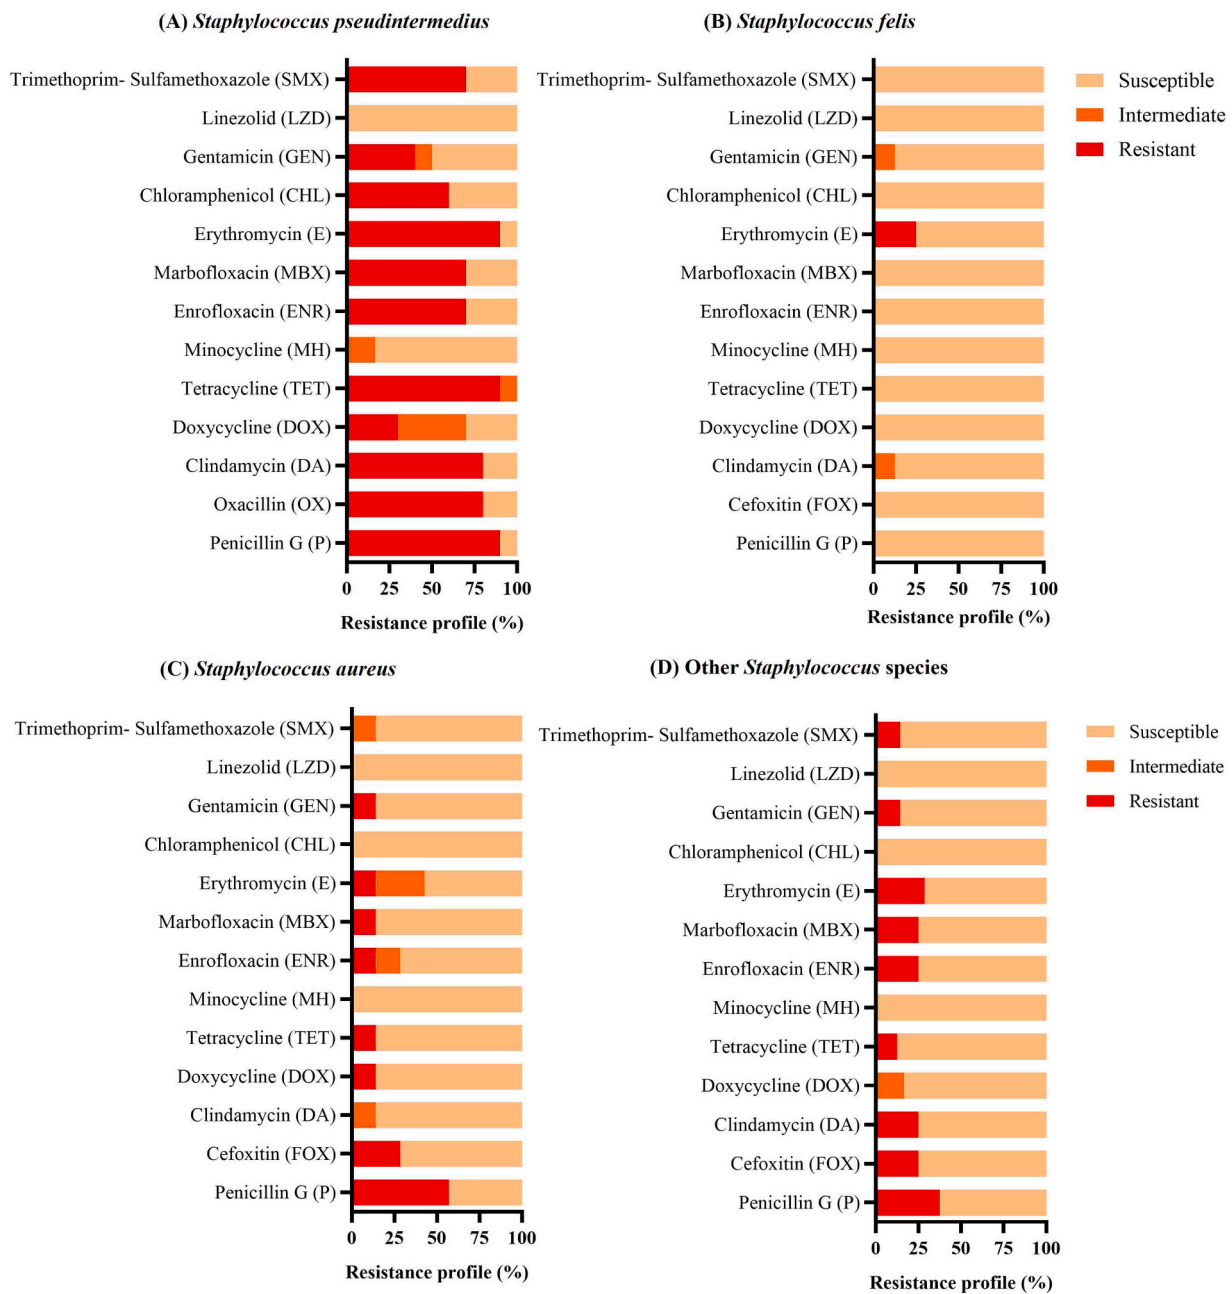 (A) Staphylococcus pseudintermedius
Trimethoprim- Sulfamethoxazole (SMX)
Linezolid (LZD)
Gentamicin (GEN)
Chloramphenicol (CHL)
Erythromycin (E)
Marbofloxacin (MBX)
Enrofloxacin (ENR)
Minocycline (MH)
Tetracycline (TET)
Doxycycline (DOX)
Clindamycin (DA)
Oxacillin (OX)
Penicillin G (P)
0 25 50 75 100
Resistance profile (%)
(B) Staphylococcus felis
Trimethoprim- Sulfamethoxazole (SMX)
Linezolid (LZD)
Gentamicin (GEN)
Chloramphenicol (CHL)
Erythromycin (E)
Marbofloxacin (MBX)
Enrofloxacin (ENR)
Minocycline (MH)
Tetracycline (TET)
Doxycycline (DOX)
Clindamycin (DA)
Cefoxitin (FOX)
Penicillin G (P)
0 25 50 75 100
Resistance profile (%)
Susceptible
Intermediate
Resistant
(C) Staphylococcus aureus
Trimethoprim- Sulfamethoxazole (SMX)
Linezolid (LZD)
Gentamicin (GEN)
Chloramphenicol (CHL)
Erythromycin (E)
Marbofloxacin (MBX)
Enrofloxacin (ENR)
Minocycline (MH)
Tetracycline (TET)
Doxycycline (DOX)
Clindamycin (DA)
Cefoxitin (FOX)
Penicillin G (P)
0 25 50 75 100
Resistance profile (%)
(D) Other Staphylococcus species
Trimethoprim- Sulfamethoxazole (SMX)
Linezolid (LZD)
Gentamicin (GEN)
Chloramphenicol (CHL)
Erythromycin (E)
Marbofloxacin (MBX)
Enrofloxacin (ENR)
Minocycline (MH)
Tetracycline (TET)
Doxycycline (DOX)
Clindamycin (DA)
Cefoxitin (FOX)
Penicillin G (P)
0 25 50 75 100
Resistance profile (%)
Susceptible
Intermediate
Resistant